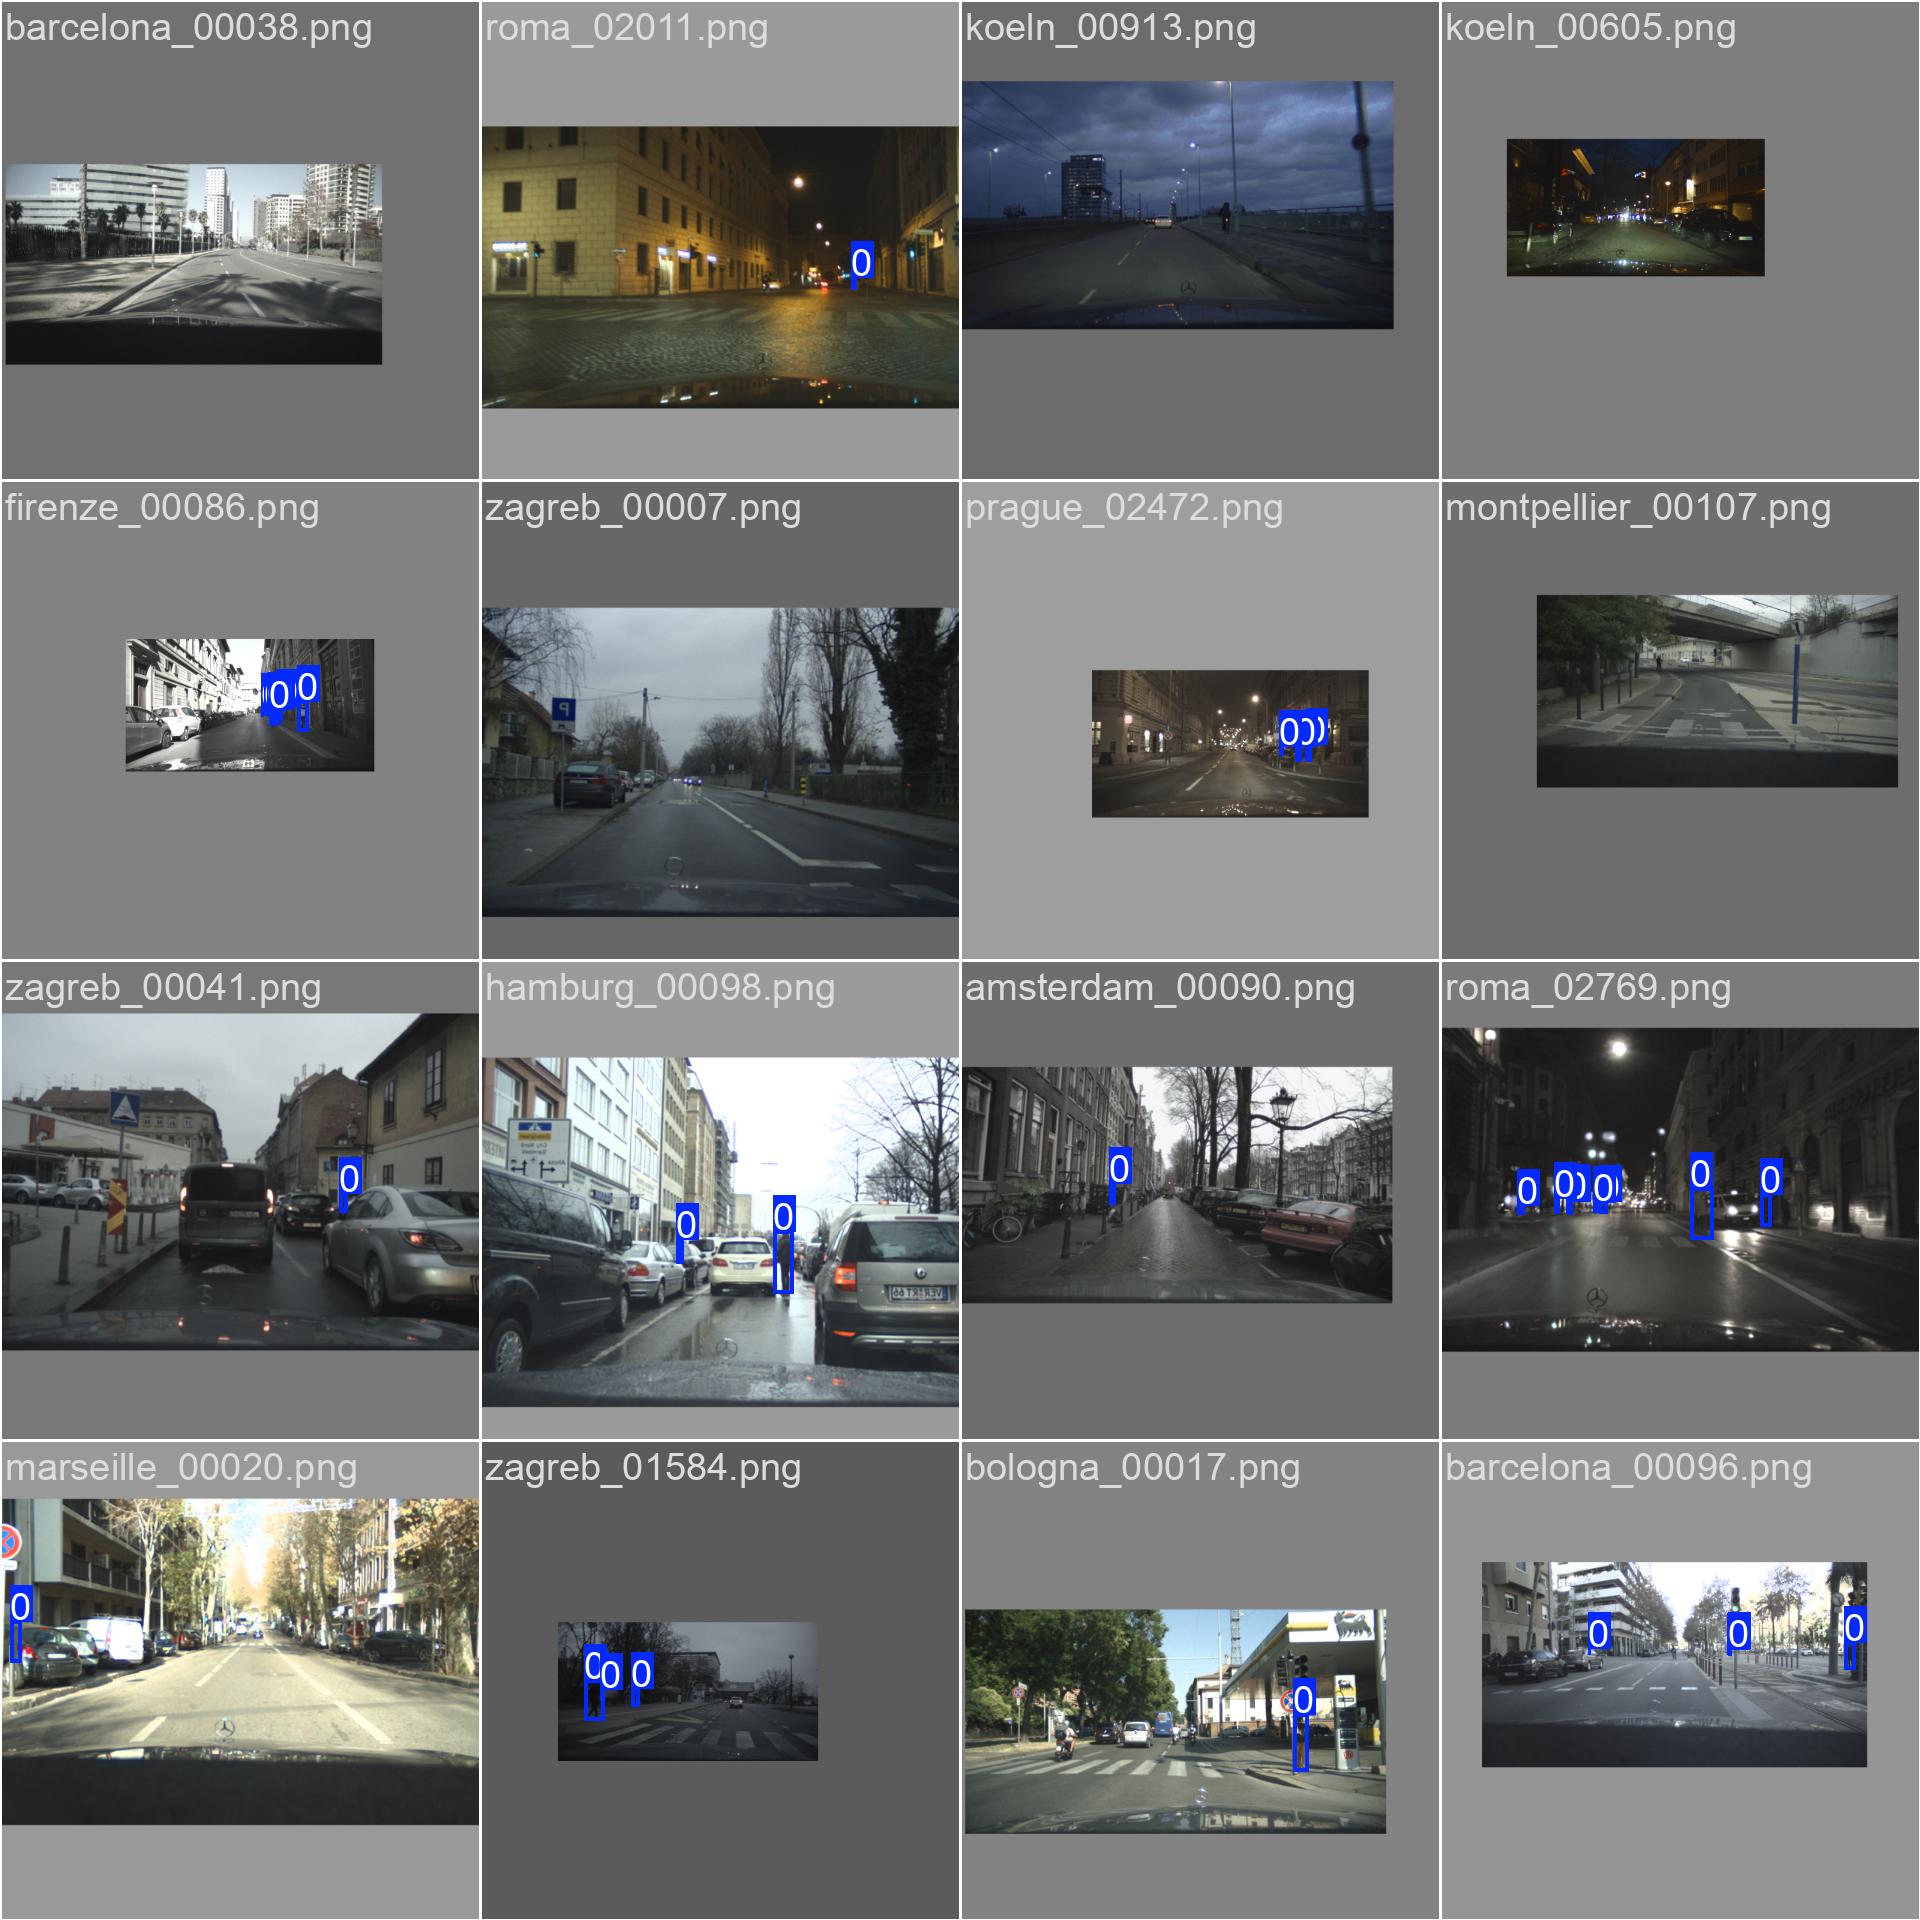 barcelona_00038.png
roma_02011.png
koeln_00913.png
koeln_00605.png
0
firenze_00086.png
zagreb_00007.png
prague_02472.png
montpellier_00107.png
0
0
P
0
0
zagreb_00041.png
hamburg_00098.png
amsterdam_00090.png
roma_02769.png
0
0
0
0
0
0
0
0
0
marseille_00020.png
zagreb_01584.png
bologna_00017.png
barcelona_00096.png
0
0
0
0
0
0
0
0